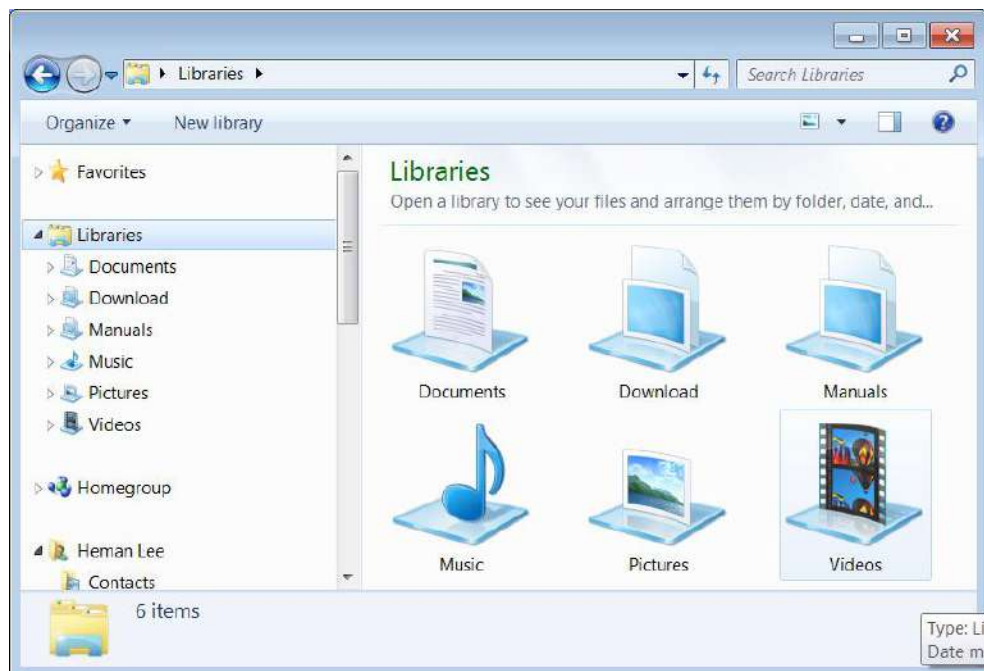 Libraries
Search Libraries
Organize
New library
Favorites
Libraries
Documents
Download
Manuals
Music
Pictures
Videos
Homegroup
Heman Lee
Contacts
Libraries
Open a library to see your files and arrange them by folder, date, and...
Documents
Download
Manuals
Music
Pictures
Videos
6 items
Type: Li
Date m